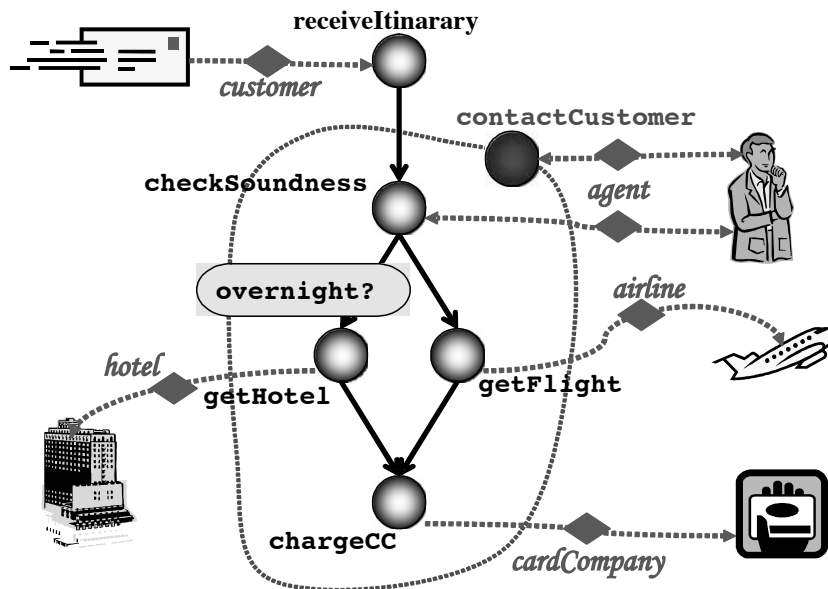 receiveItinarary
customer
contactCustomer
checkSoundness
agent
overnight?
airline
hotel
getHotel
getFlight
chargeCC
cardCompany